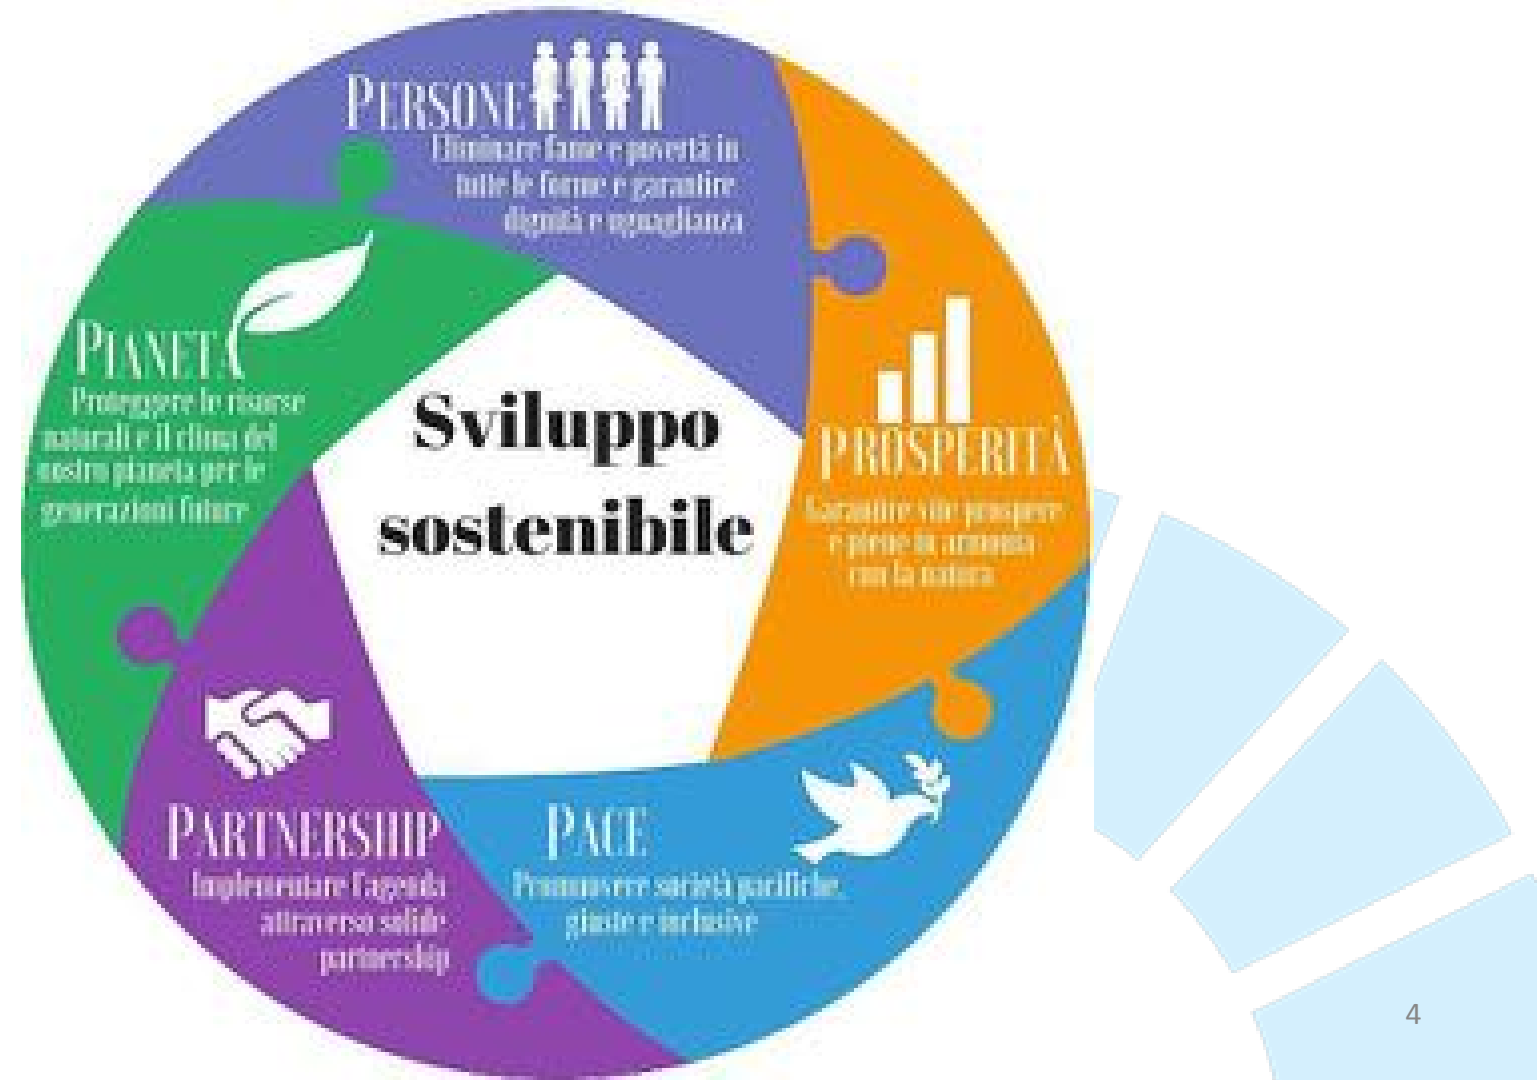 PERSONE
Eliminare fame e povertà in
tutte le forme e garantire
dignità e uguaglianza
PROSPERITÀ
Garantire vite prospere
e piene in armonia
con la natura
PACE
Promuovere società pacifiche,
giuste e inclusive
PARTNERSHIP
Implementare l'agenda
attraverso solide
partnership
PIANETA
Proteggere le risorse
naturali e il clima del
nostro pianeta per le
generazioni future
Sviluppo
sostenibile
4